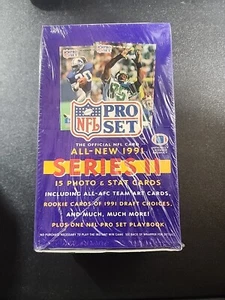 NFL
PRO
SET
THE OFFICIAL NFL CARD
ALL-NEW 1991
SERIES II
15 PHOTO & STAT CARDS
INCLUDING ALL-AFC TEAM ART CARDS,
ROOKIE CARDS OF 1991 DRAFT CHOICES,
AND MUCH, MUCH MORE!
PLUS ONE NFL PRO SET PLAYBOOK